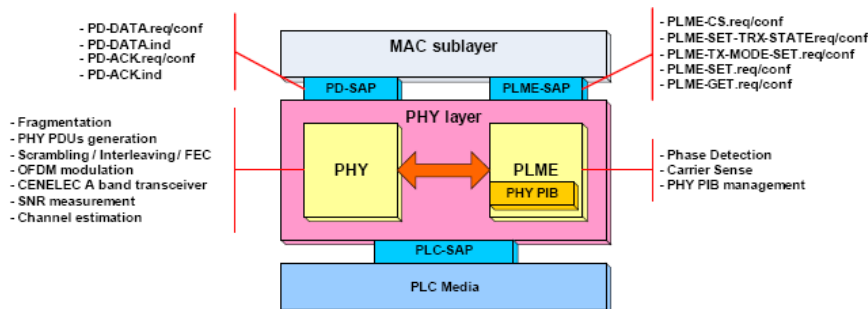 - PD-DATA.req/conf
- PD-DATA.ind
- PD-ACK.req/conf
- PD-ACK.ind
MAC sublayer
- PLME-CS.req/conf
- PLME-SET-TRX-STATEreq/conf
- PLME-TX-MODE-SET.req/conf
- PLME-SET.req/conf
- PLME-GET.req/conf
PD-SAP
PLME-SAP
PHY layer
- Fragmentation
- PHY PDUs generation
- Scrambling / Interleaving/ FEC
- OFDM modulation
- CENELEC A band transceiver
- SNR measurement
- Channel estimation
PHY
PLME
PHY PIB
- Phase Detection
- Carrier Sense
- PHY PIB management
PLC-SAP
PLC Media